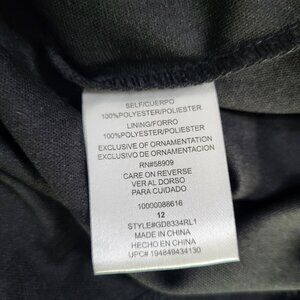 SELF/CUERPO
100%POLYESTER/POLIESTER
LINING/FORRO
100%POLYESTER/POLIESTER
EXCLUSIVE OF ORNAMENTATION
EXCLUSIVO DE ORNAMENTACION
RN#58909
CARE ON REVERSE
VER AL DORSO
PARA CUIDADO
10000088616
12
STYLE#GD8334RL1
MADE IN CHINA
HECHO EN CHINA
UPC# 194849434130